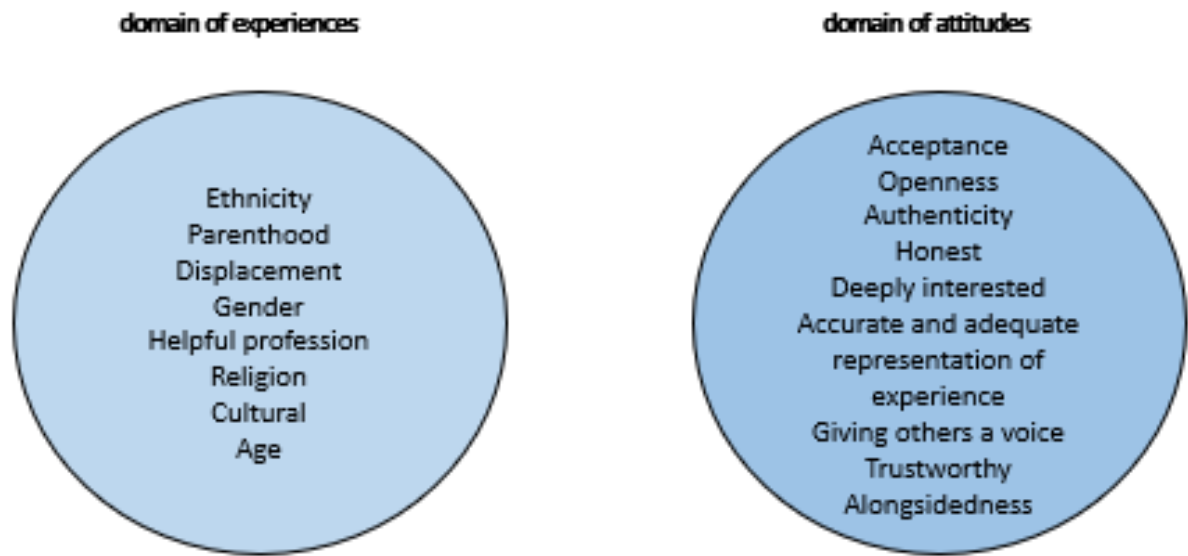 domain of experiences
domain of attitudes
Ethnicity
Parenthood
Displacement
Gender
Helpful profession
Religion
Cultural
Age
Acceptance
Openness
Authenticity
Honest
Deeply interested
Accurate and adequate
representation of
experience
Giving others a voice
Trustworthy
Alongsidedness